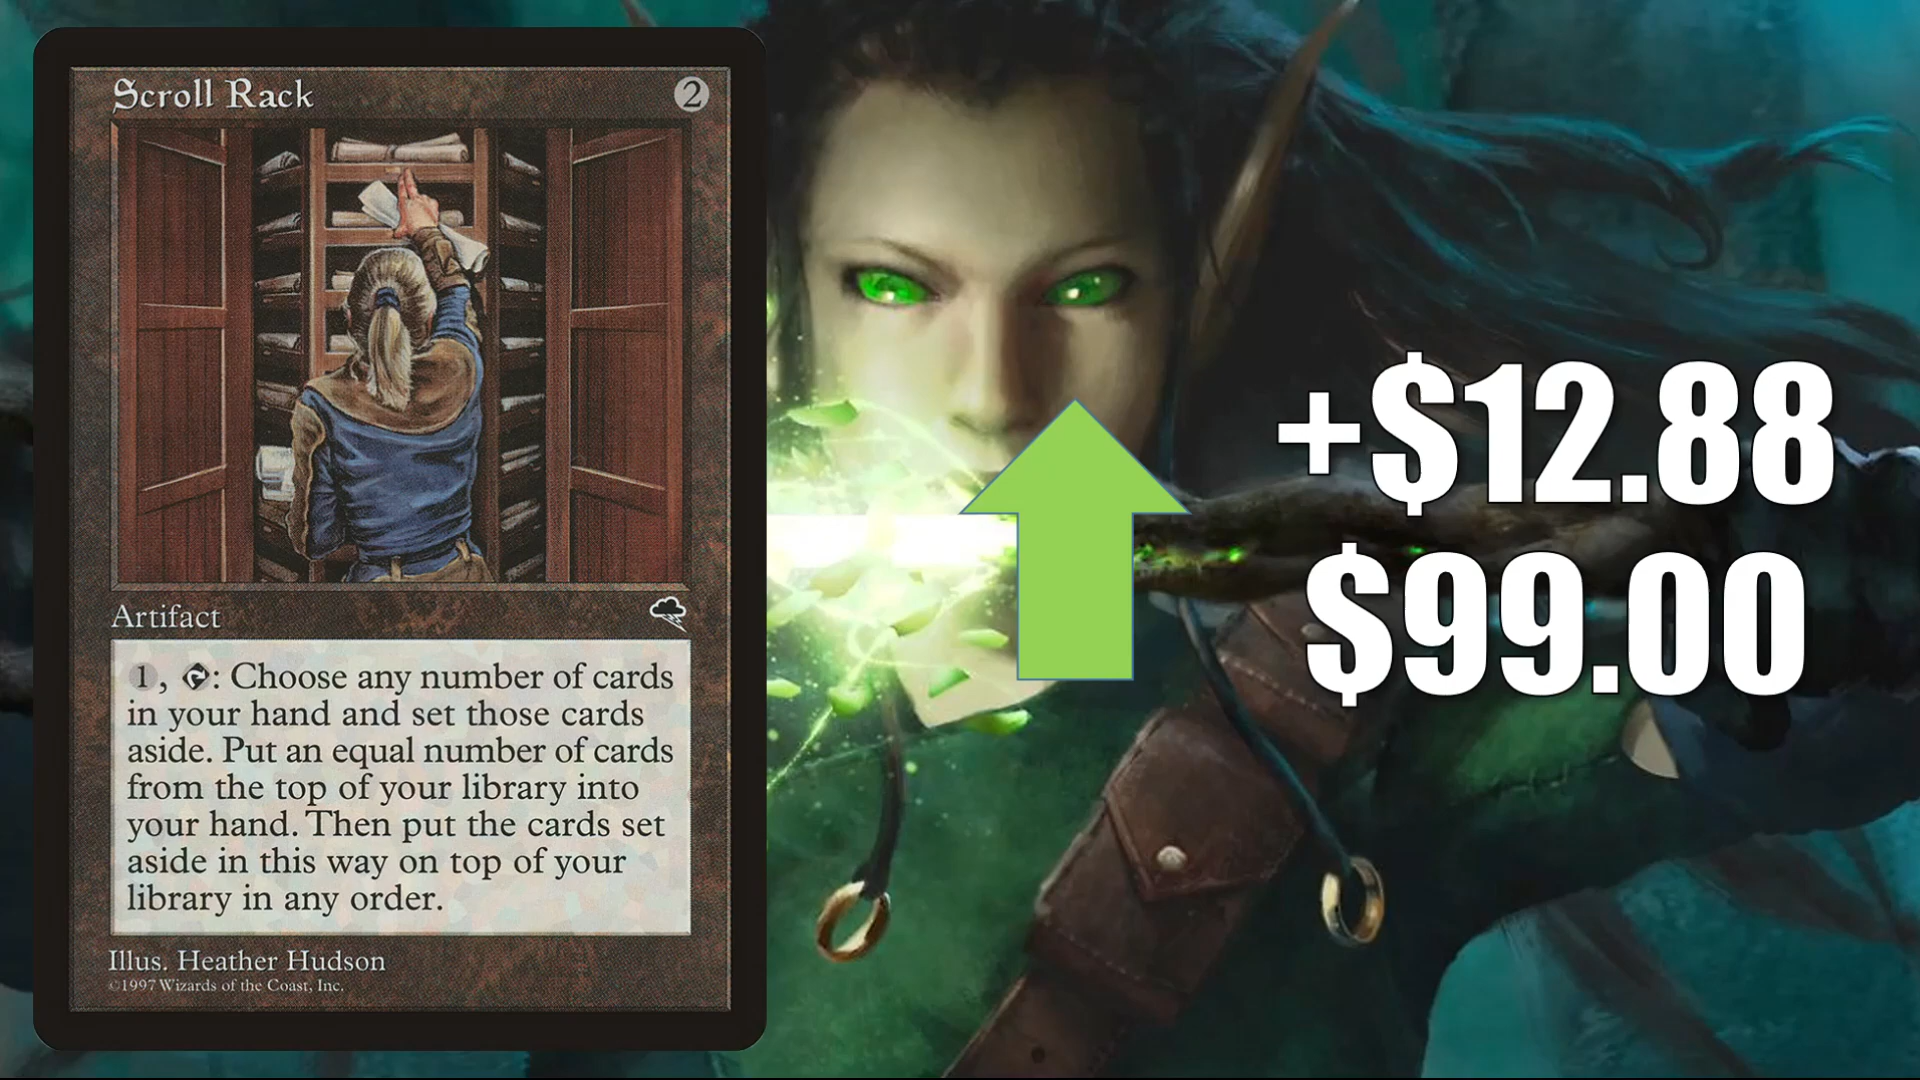 Scroll Rack 2
Artifact
1, : Choose any number of cards
in your hand and set those cards
aside. Put an equal number of cards
from the top of your library into
your hand. Then put the cards set
aside in this way on top of your
library in any order.
Illus. Heather Hudson
©1997 Wizards of the Coast, Inc.
+$12.88
$99.00